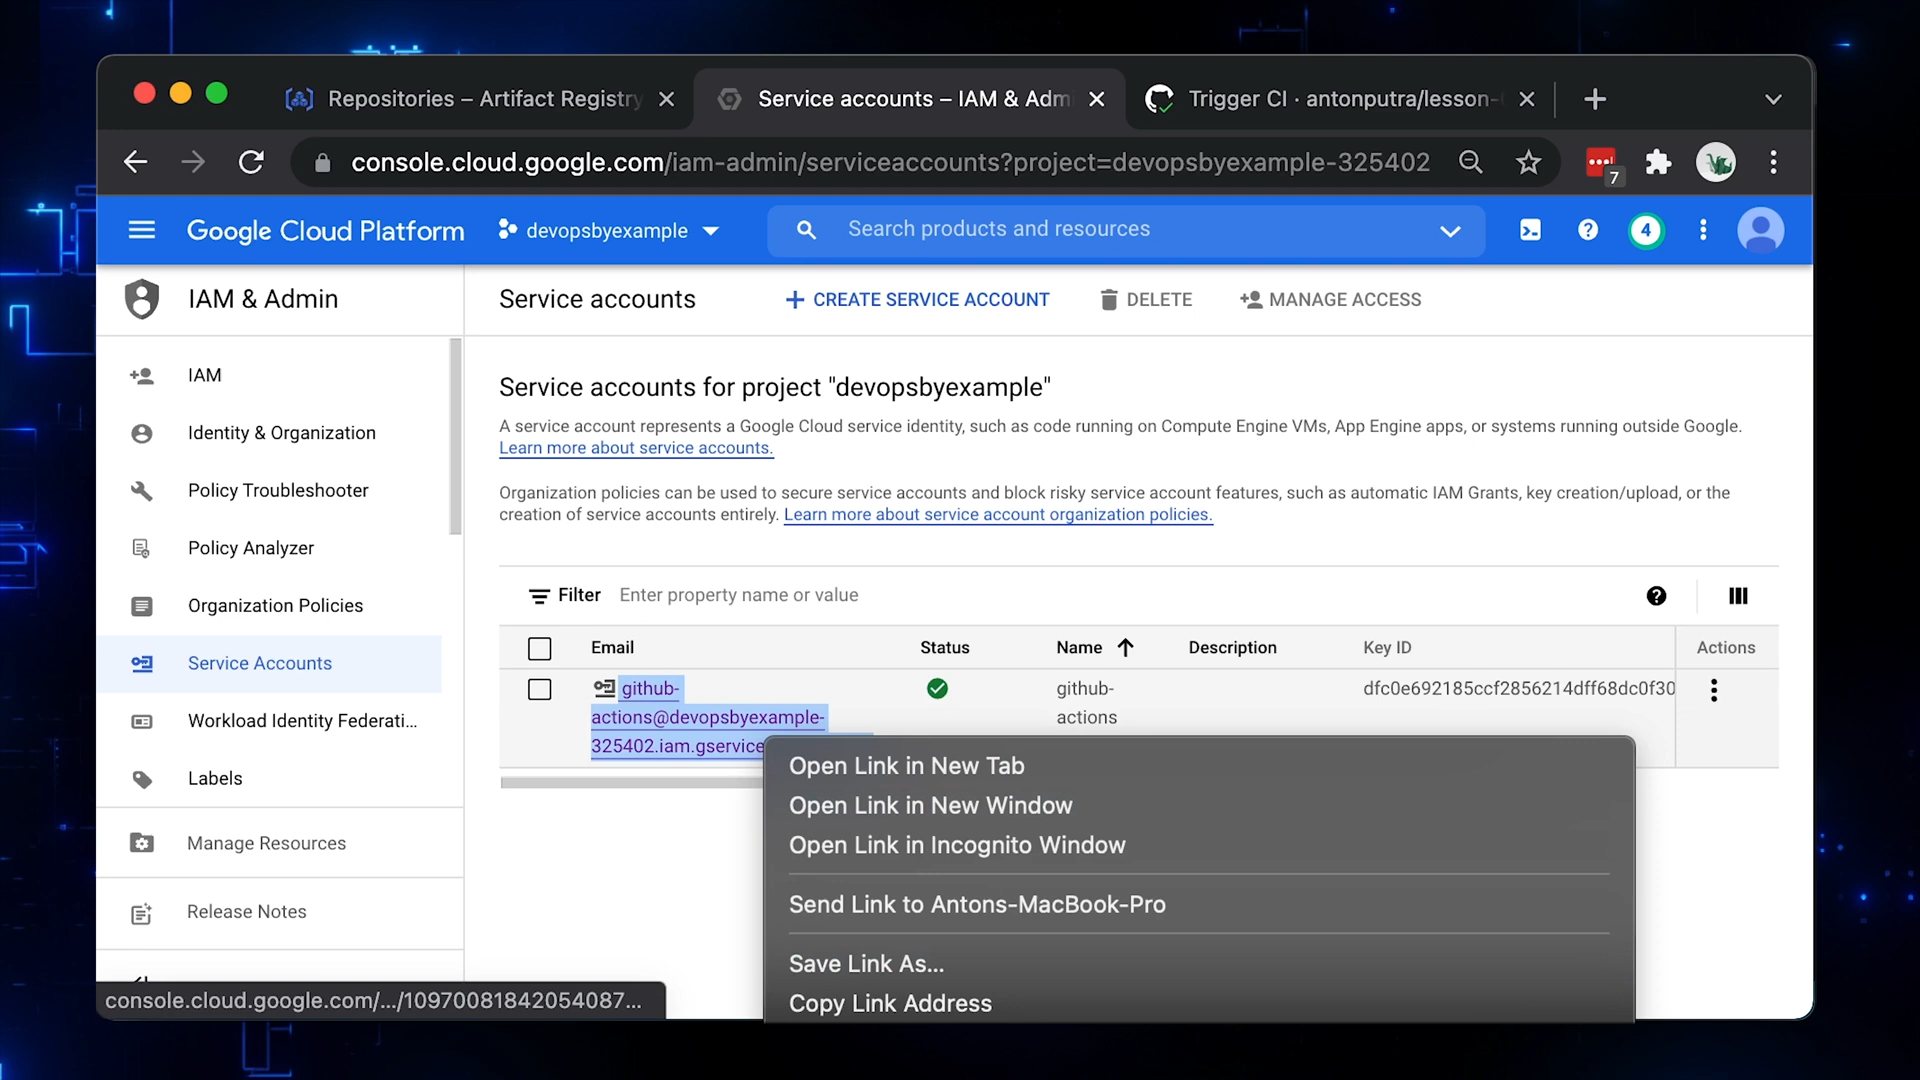 Repositories – Artifact Registry
Service accounts – IAM & Adm
Trigger CI · antonputra/lesson-
console.cloud.google.com/iam-admin/serviceaccounts?project=devopsbyexample-325402
7
Google Cloud Platform
devopsbyexample
Search products and resources
4
IAM & Admin
Service accounts
CREATE SERVICE ACCOUNT
DELETE
MANAGE ACCESS
IAM
Identity & Organization
Policy Troubleshooter
Policy Analyzer
Organization Policies
Service Accounts
Workload Identity Federati...
Labels
Manage Resources
Release Notes
Service accounts for project "devopsbyexample"
A service account represents a Google Cloud service identity, such as code running on Compute Engine VMs, App Engine apps, or systems running outside Google.
Learn more about service accounts.
Organization policies can be used to secure service accounts and block risky service account features, such as automatic IAM Grants, key creation/upload, or the
creation of service accounts entirely. Learn more about service account organization policies.
Filter Enter property name or value
Email Status Name Description Key ID Actions
github- github- dfc0e692185ccf2856214dff68dc0f30
actions@devopsbyexample- actions
325402.iam.gservice
Open Link in New Tab
Open Link in New Window
Open Link in Incognito Window
Send Link to Antons-MacBook-Pro
Save Link As...
Copy Link Address
console.cloud.google.com/.../10970081842054087...